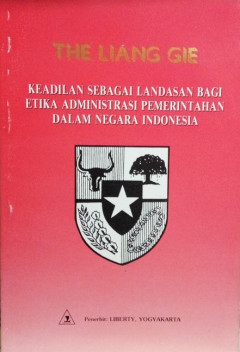 THE LIANG GIE
KEADILAN SEBAGAI LANDASAN BAGI
ETIKA ADMINISTRASI PEMERINTAHAN
DALAM NEGARA INDONESIA
Penerbit: LIBERTY, YOGYAKARTA